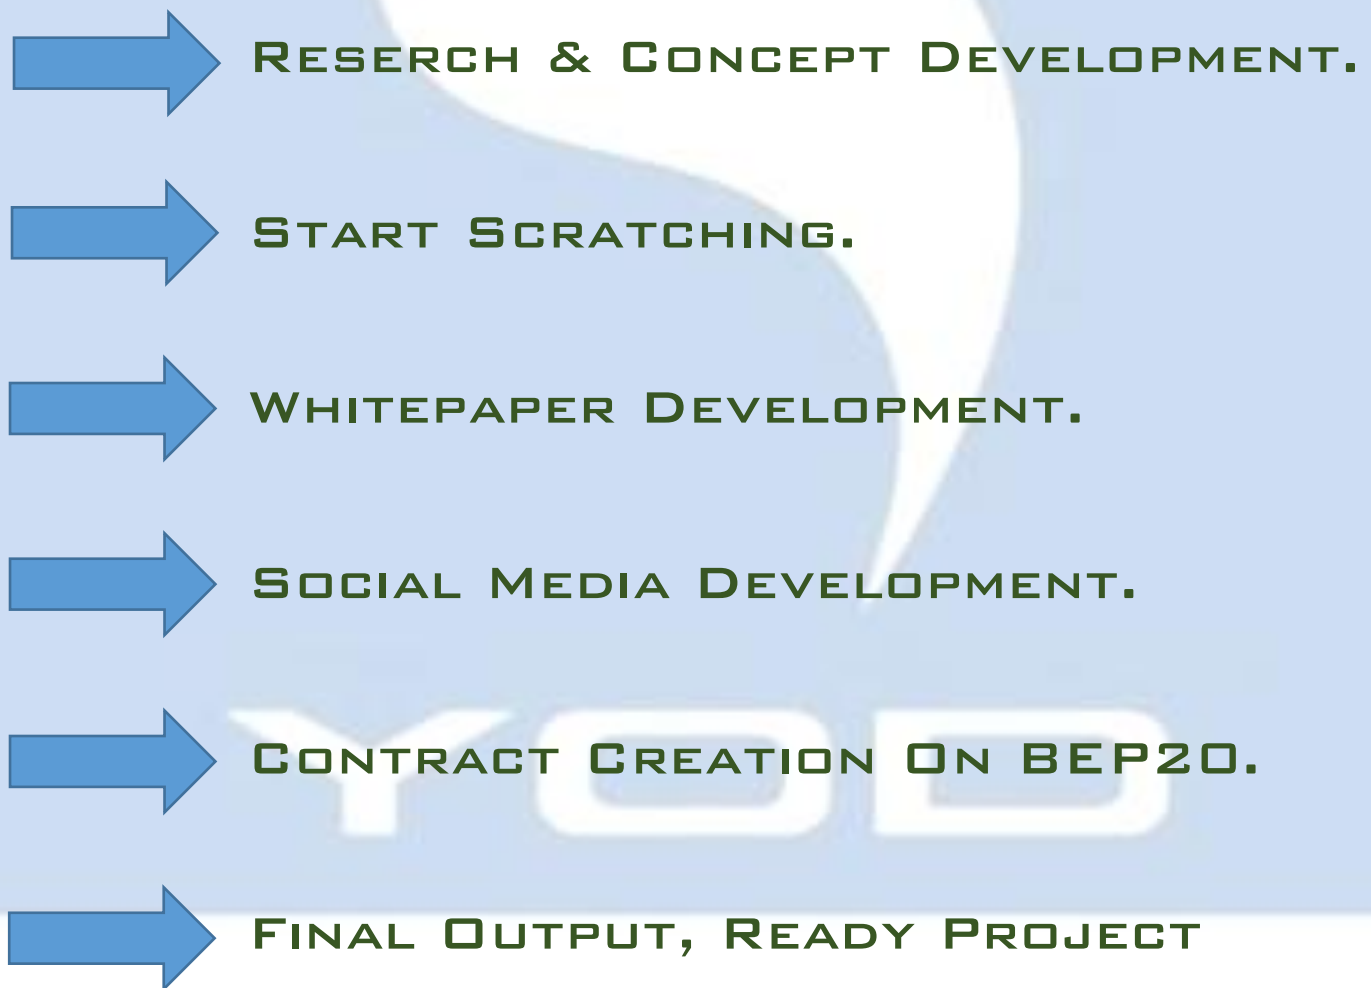 Reserch & Concept Development.
Start Scratching.
Whitepaper Development.
Social Media Development.
Contract Creation On BEP20.
YOD
Final Output, Ready Project